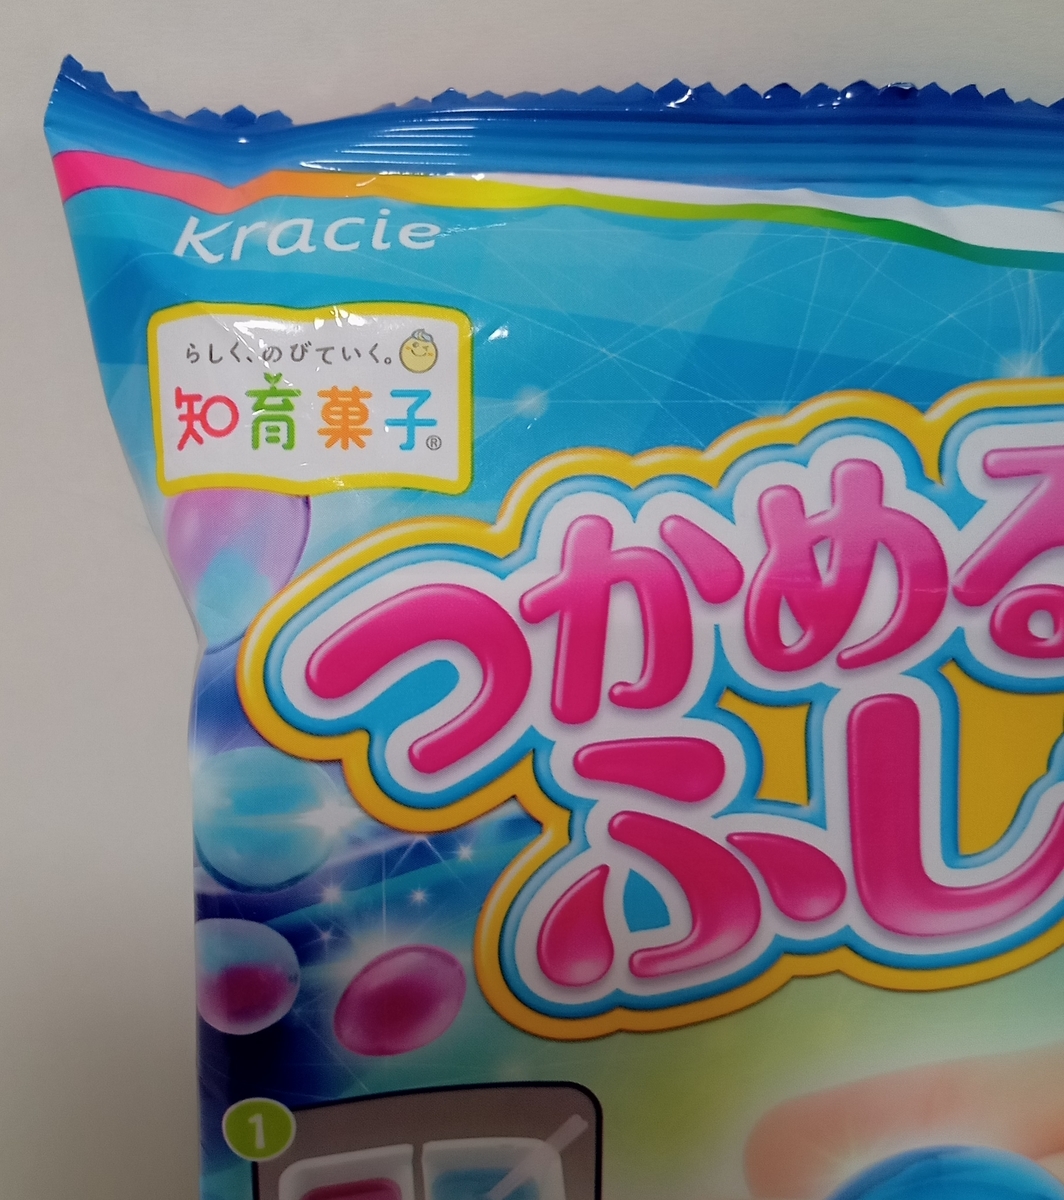 Kracie
らしく、のびていく。
知育菓子®
つかめる
ふし
1